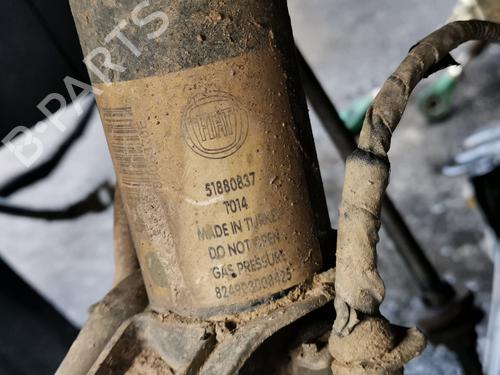 B-PARTS
FIAT
51880837
T014
MADE IN TURKEY
DO NOT OPEN
GAS PRESSURE